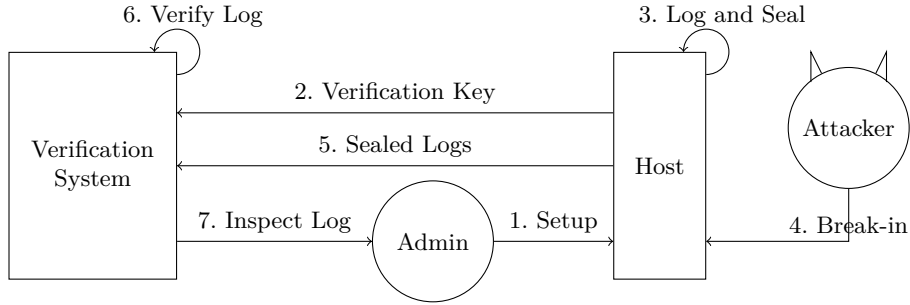 6. Verify Log
3. Log and Seal
2. Verification Key
Attacker
5. Sealed Logs
Verification
System
Host
7. Inspect Log
1. Setup
4. Break-in
Admin